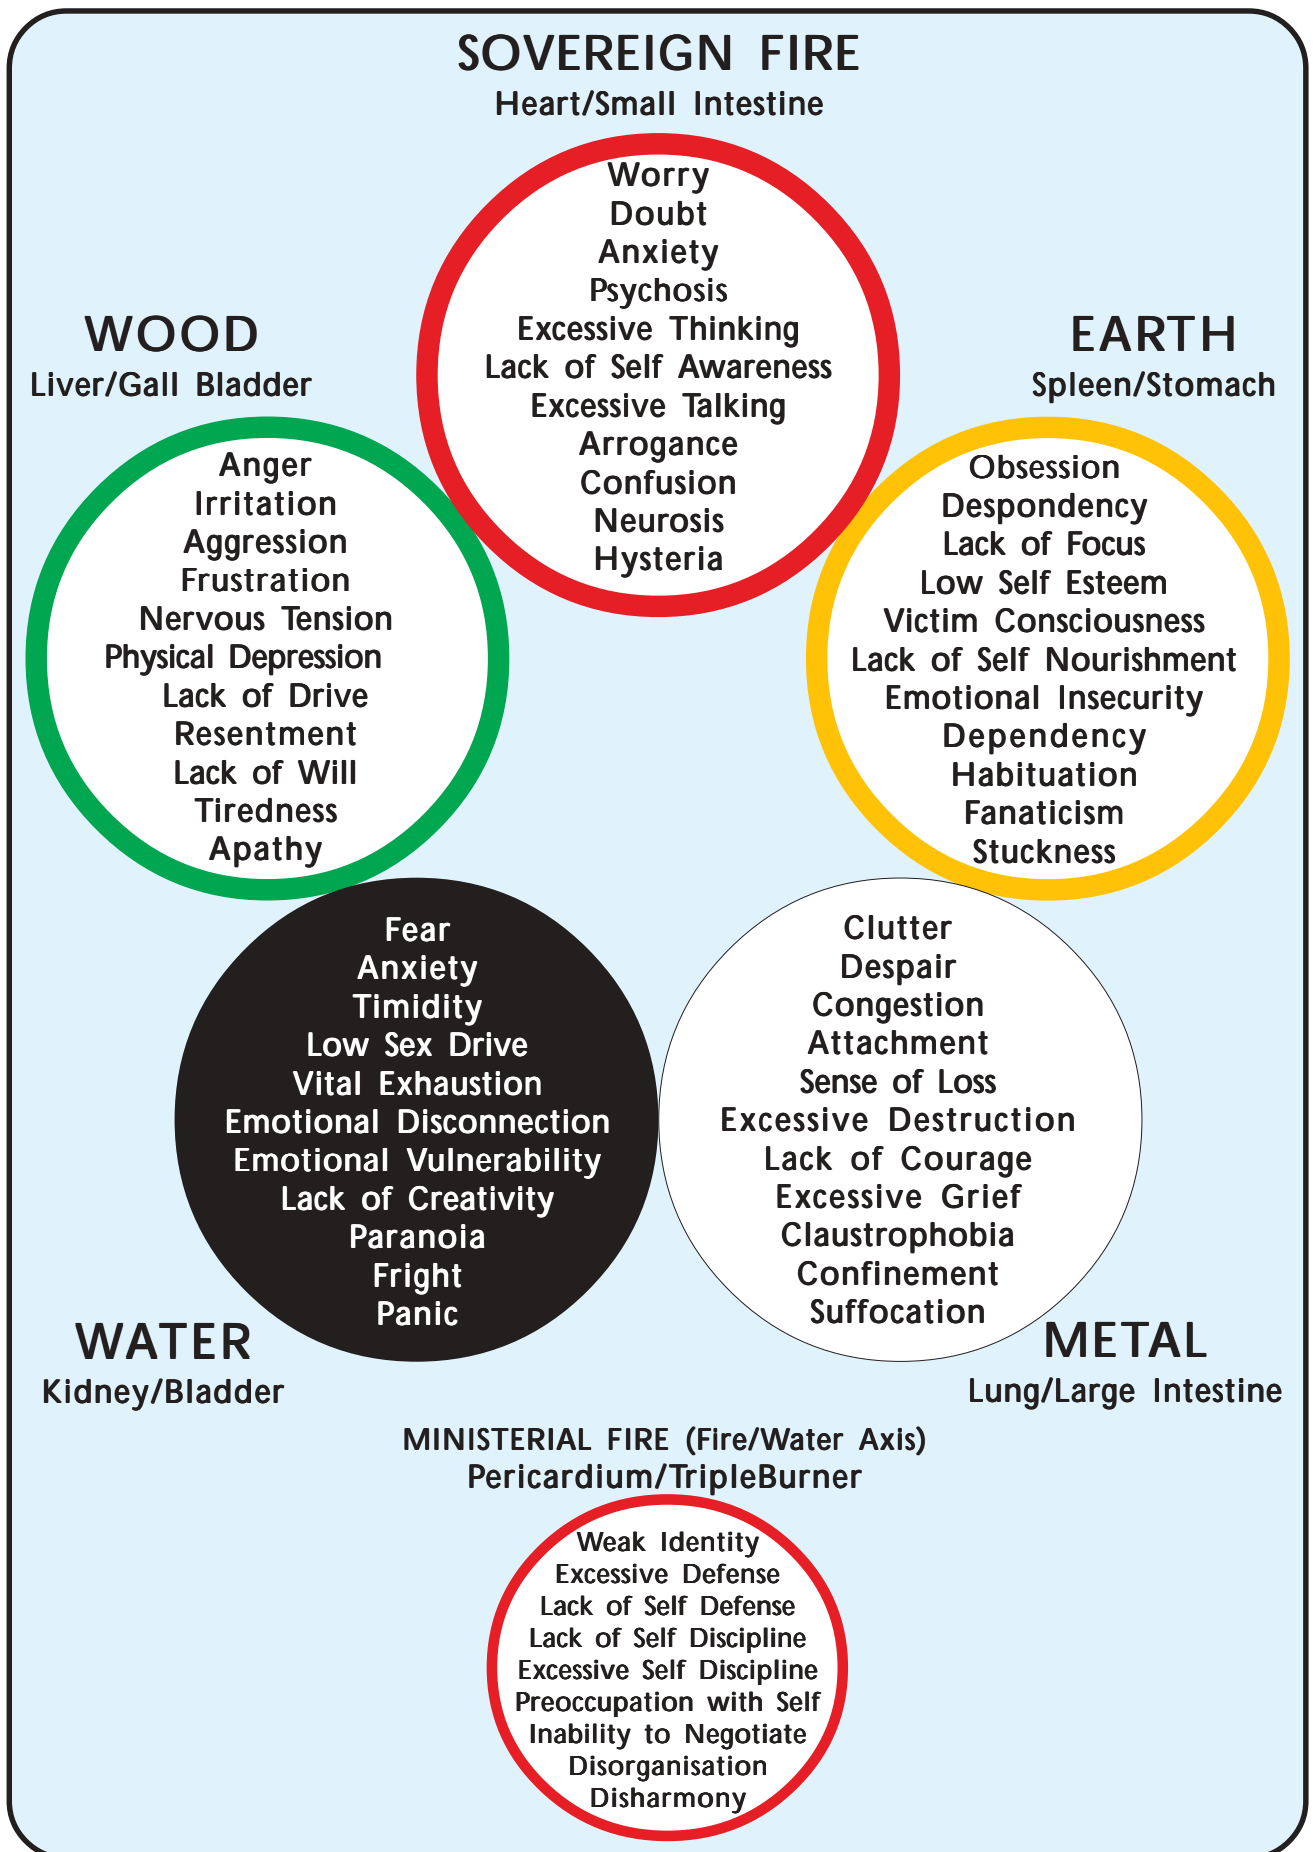 SOVEREIGN FIRE
Heart/Small Intestine
Worry
Doubt
Anxiety
Psychosis
Excessive Thinking
Lack of Self Awareness
Excessive Talking
Arrogance
Confusion
Neurosis
Hysteria
WOOD
Liver/Gall Bladder
Anger
Irritation
Aggression
Frustration
Nervous Tension
Physical Depression
Lack of Drive
Resentment
Lack of Will
Tiredness
Apathy
EARTH
Spleen/Stomach
Obsession
Despondency
Lack of Focus
Low Self Esteem
Victim Consciousness
Lack of Self Nourishment
Emotional Insecurity
Dependency
Habituation
Fanaticism
Stuckness
Fear
Anxiety
Timidity
Low Sex Drive
Vital Exhaustion
Emotional Disconnection
Emotional Vulnerability
Lack of Creativity
Paranoia
Fright
Panic
WATER
Kidney/Bladder
Clutter
Despair
Congestion
Attachment
Sense of Loss
Excessive Destruction
Lack of Courage
Excessive Grief
Claustrophobia
Confinement
Suffocation
METAL
Lung/Large Intestine
MINISTERIAL FIRE (Fire/Water Axis)
Pericardium/TripleBurner
Weak Identity
Excessive Defense
Lack of Self Defense
Lack of Self Discipline
Excessive Self Discipline
Preoccupation with Self
Inability to Negotiate
Disorganisation
Disharmony